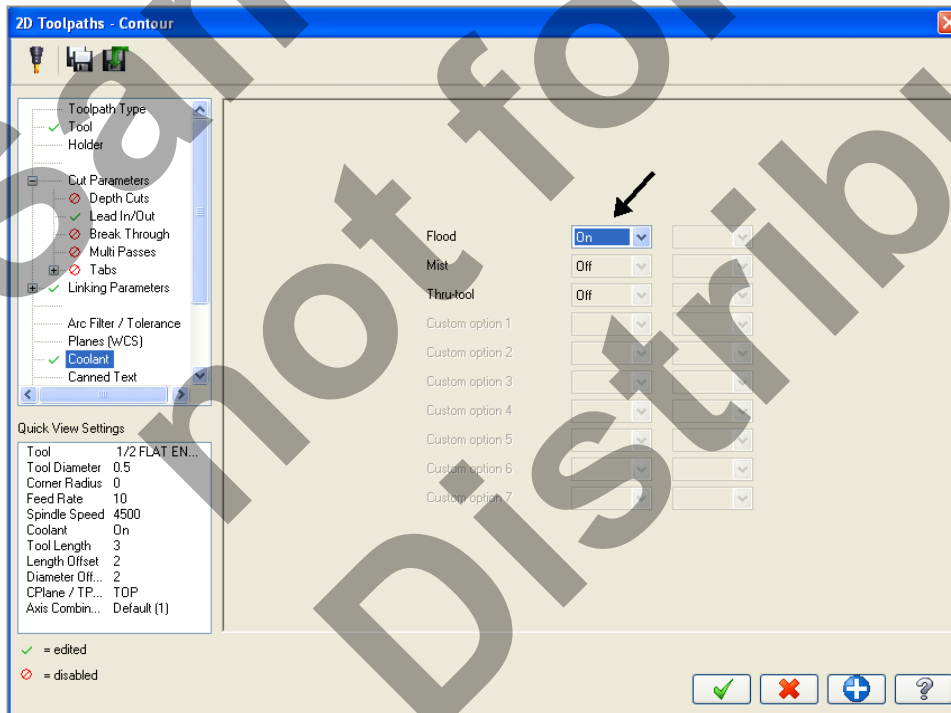 2D Toolpaths - Contour
Toolpath Type
Tool
Holder
Cut Parameters
Depth Cuts
Lead In/Out
Break Through
Multi Passes
Tabs
Linking Parameters
Arc Filter / Tolerance
Planes (WCS)
Coolant
Canned Text
Quick View Settings
Tool 1/2 FLAT EN...
Tool Diameter 0.5
Corner Radius 0
Feed Rate 10
Spindle Speed 4500
Coolant On
Tool Length 3
Length Offset 2
Diameter Off... 2
CPlane / TP... TOP
Axis Combin... Default (1)
✓ = edited
= disabled
Flood On
Mist Off
Thru-tool Off
Custom option 1
Custom option 2
Custom option 3
Custom option 4
Custom option 5
Custom option 6
Custom option 7
not for
Distrib